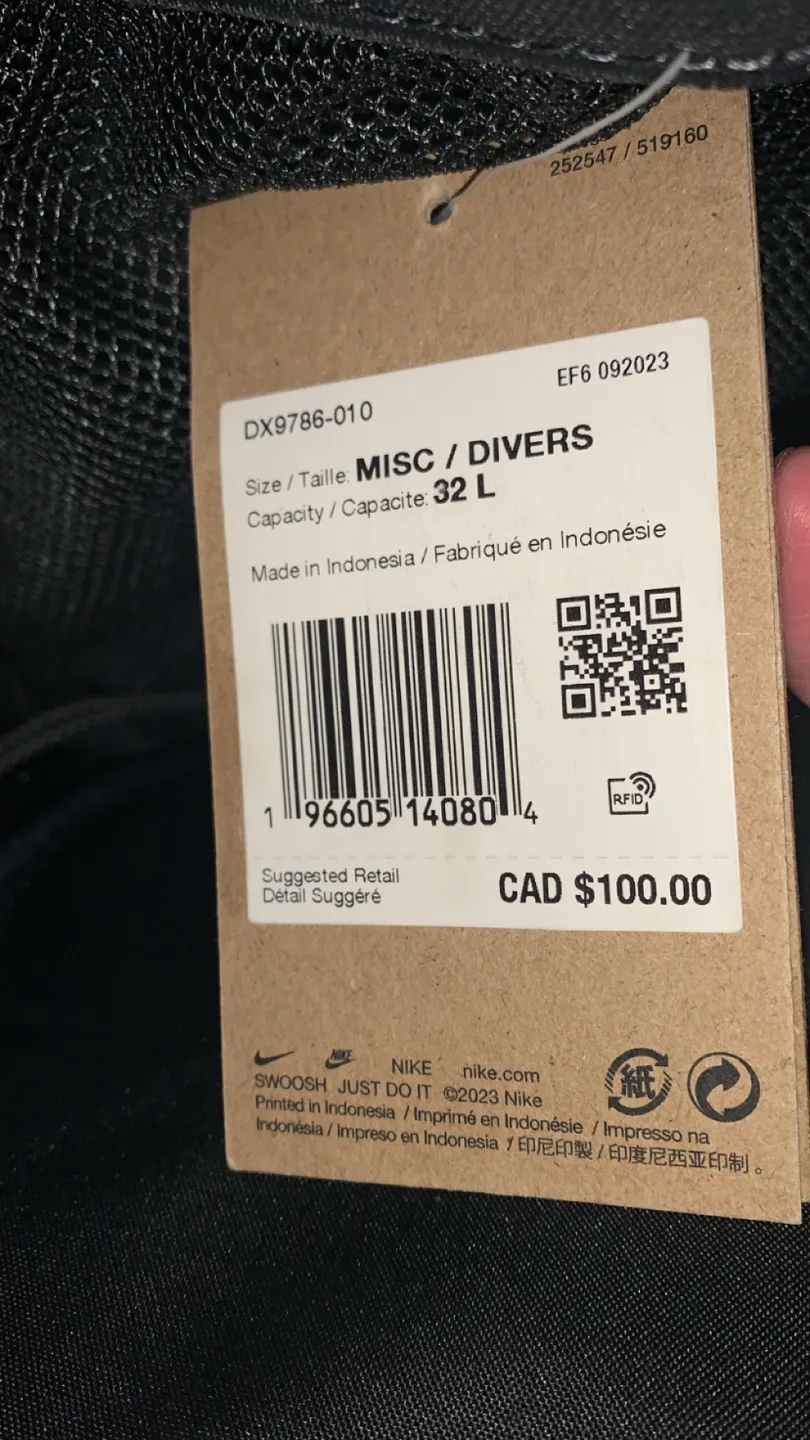 252547 / 519160
EF6 092023
DX9786-010
Size / Taille: MISC / DIVERS
Capacity / Capacite: 32 L
Made in Indonesia / Fabriqué en Indonésie
1 96605 14080 4
RFID
Suggested Retail
Détail Suggéré
CAD $100.00
NIKE NIKE nike.com
SWOOSH JUST DO IT ©2023 Nike
Printed in Indonesia / Imprimé en Indonésie / Impresso na
Indonésia / Impreso en Indonesia / 印尼印製 / 印度尼西亚印制。
紙